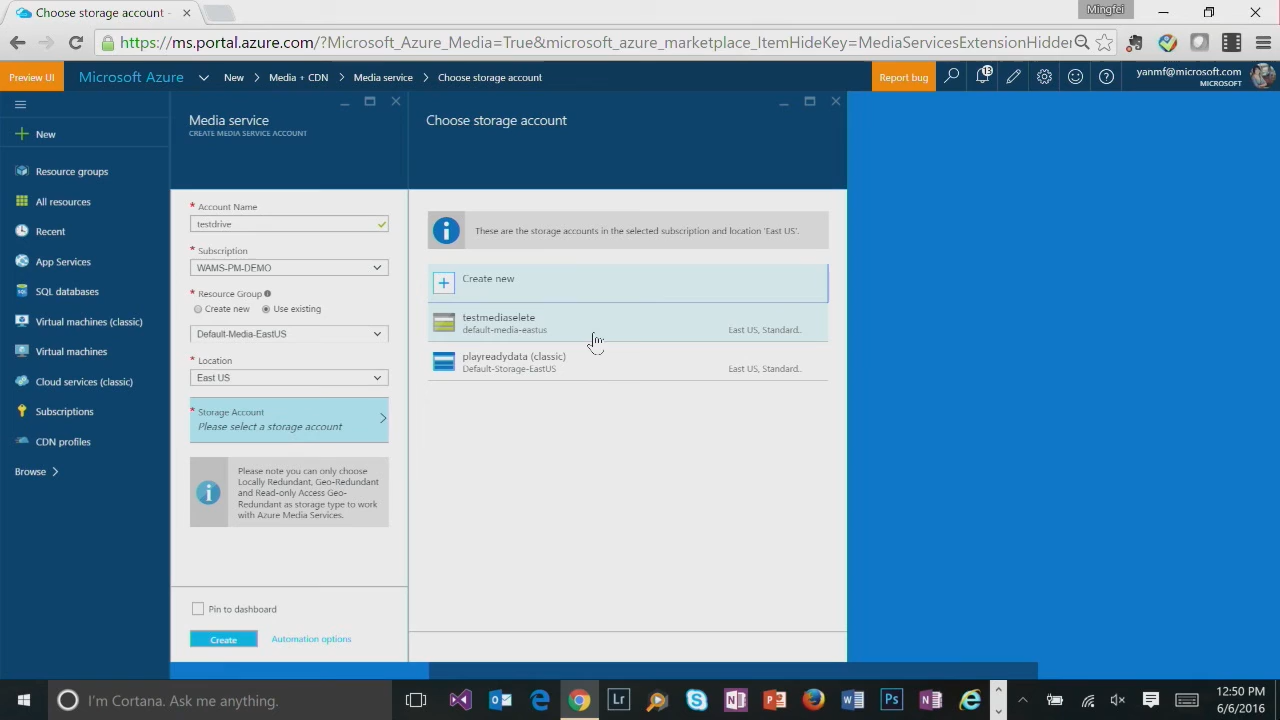 Choose storage account -
Mingfei
https://ms.portal.azure.com/?Microsoft_Azure_Media=True&microsoft_azure_marketplace_ItemHideKey=MediaServicesExtensionHidden
Preview UI
Microsoft Azure
New > Media + CDN > Media service > Choose storage account
Report bug
13
yanmf@microsoft.com
MICROSOFT
New
Resource groups
All resources
Recent
App Services
SQL databases
Virtual machines (classic)
Virtual machines
Cloud services (classic)
Subscriptions
CDN profiles
Browse >
Media service
CREATE MEDIA SERVICE ACCOUNT
* Account Name
testdrive
* Subscription
WAMS-PM-DEMO
* Resource Group
Create new Use existing
Default-Media-EastUS
* Location
East US
* Storage Account
Please select a storage account
Please note you can only choose
Locally Redundant, Geo-Redundant
and Read-only Access Geo-
Redundant as storage type to work
with Azure Media Services.
Pin to dashboard
Create
Automation options
Choose storage account
These are the storage accounts in the selected subscription and location 'East US'.
Create new
testmediaselete
default-media-eastus
East US, Standard..
playreadydata (classic)
Default-Storage-EastUS
East US, Standard..
I'm Cortana. Ask me anything.
12:50 PM
6/6/2016